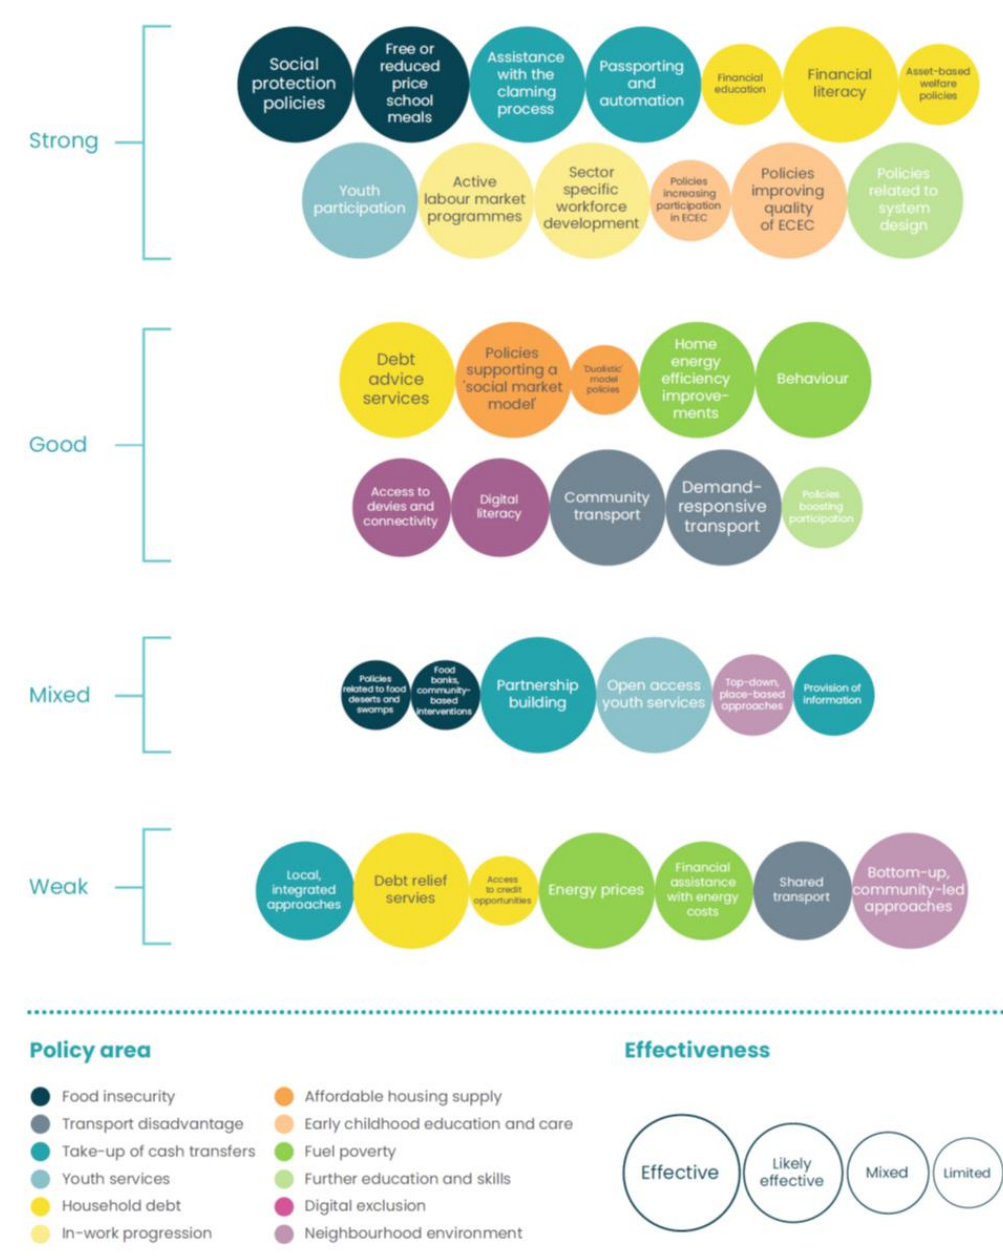 Strong
Social
protection
policies
Free or
reduced
price
school
meals
Assistance
with the
claming
process
Passporting
and
automation
Financial
education
Financial
literacy
Asset-based
welfare
policies
Youth
participation
Active
labour market
programmes
Sector
specific
workforce
development
Policies
increasing
participation
in ECEC
Policies
improving
quality
of ECEC
Policies
related to
system
design
Good
Debt
advice
services
Policies
supporting a
'social market
model'
'Dualistic'
model
policies
Home
energy
efficiency
improve-
ments
Behaviour
Access to
devies and
connectivity
Digital
literacy
Community
transport
Demand-
responsive
transport
Policies
boosting
participation
Mixed
Policies
related to food
deserts and
swamps
Food
banks,
community-
based
interventions
Partnership
building
Open access
youth services
Top-down,
place-based
approaches
Provision of
information
Weak
Local,
integrated
approaches
Debt relief
servies
Access
to credit
opportunities
Energy prices
Financial
assistance
with energy
costs
Shared
transport
Bottom-up,
community-led
approaches
Policy area
Food insecurity
Transport disadvantage
Take-up of cash transfers
Youth services
Household debt
In-work progression
Affordable housing supply
Early childhood education and care
Fuel poverty
Further education and skills
Digital exclusion
Neighbourhood environment
Effectiveness
Effective
Likely
effective
Mixed
Limited